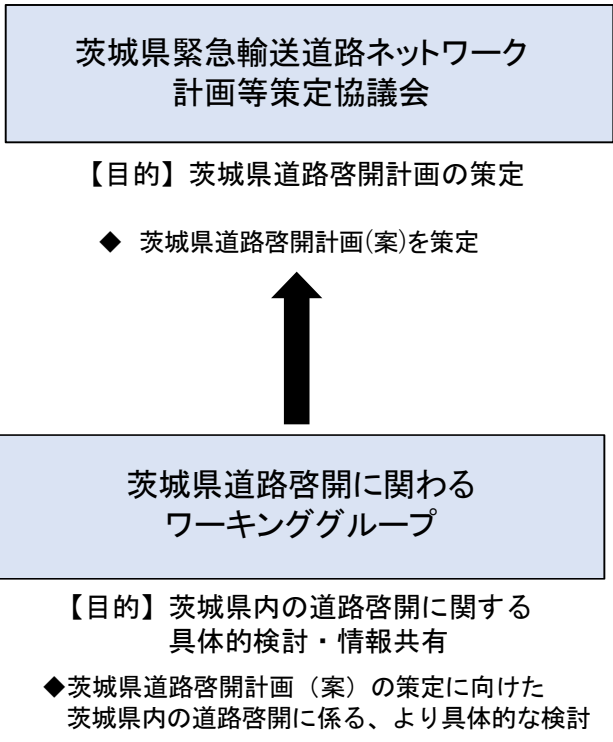 茨城県緊急輸送道路ネットワーク
計画等策定協議会
【目的】茨城県道路啓開計画の策定
◆ 茨城県道路啓開計画(案)を策定
茨城県道路啓開に関わる
ワーキンググループ
【目的】茨城県内の道路啓開に関する
具体的検討・情報共有
◆茨城県道路啓開計画（案）の策定に向けた
茨城県内の道路啓開に係る、より具体的な検討